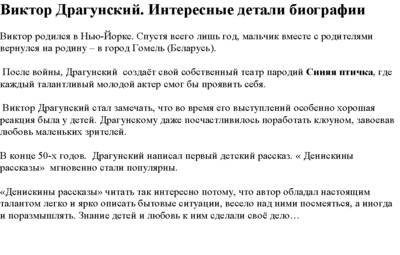 Виктор Драгунский. Интересные детали биографии
Виктор родился в Нью-Йорке. Спустя всего лишь год, мальчик вместе с родителями
вернулся на родину – в город Гомель (Беларусь).
После войны, Драгунский создаёт свой собственный театр пародий Синяя птичка, где
каждый талантливый молодой актер смог бы проявить себя.
Виктор Драгунский стал замечать, что во время его выступлений особенно хорошая
реакция была у детей. Драгунскому даже посчастливилось поработать клоуном, завоевав
любовь маленьких зрителей.
В конце 50-х годов. Драгунский написал первый детский рассказ. « Денискины
рассказы» мгновенно стали популярны.
«Денискины рассказы» читать так интересно потому, что автор обладал настоящим
талантом легко и ярко описать бытовые ситуации, весело над ними посмеяться, а иногда
и поразмышлять. Знание детей и любовь к ним сделали своё дело…